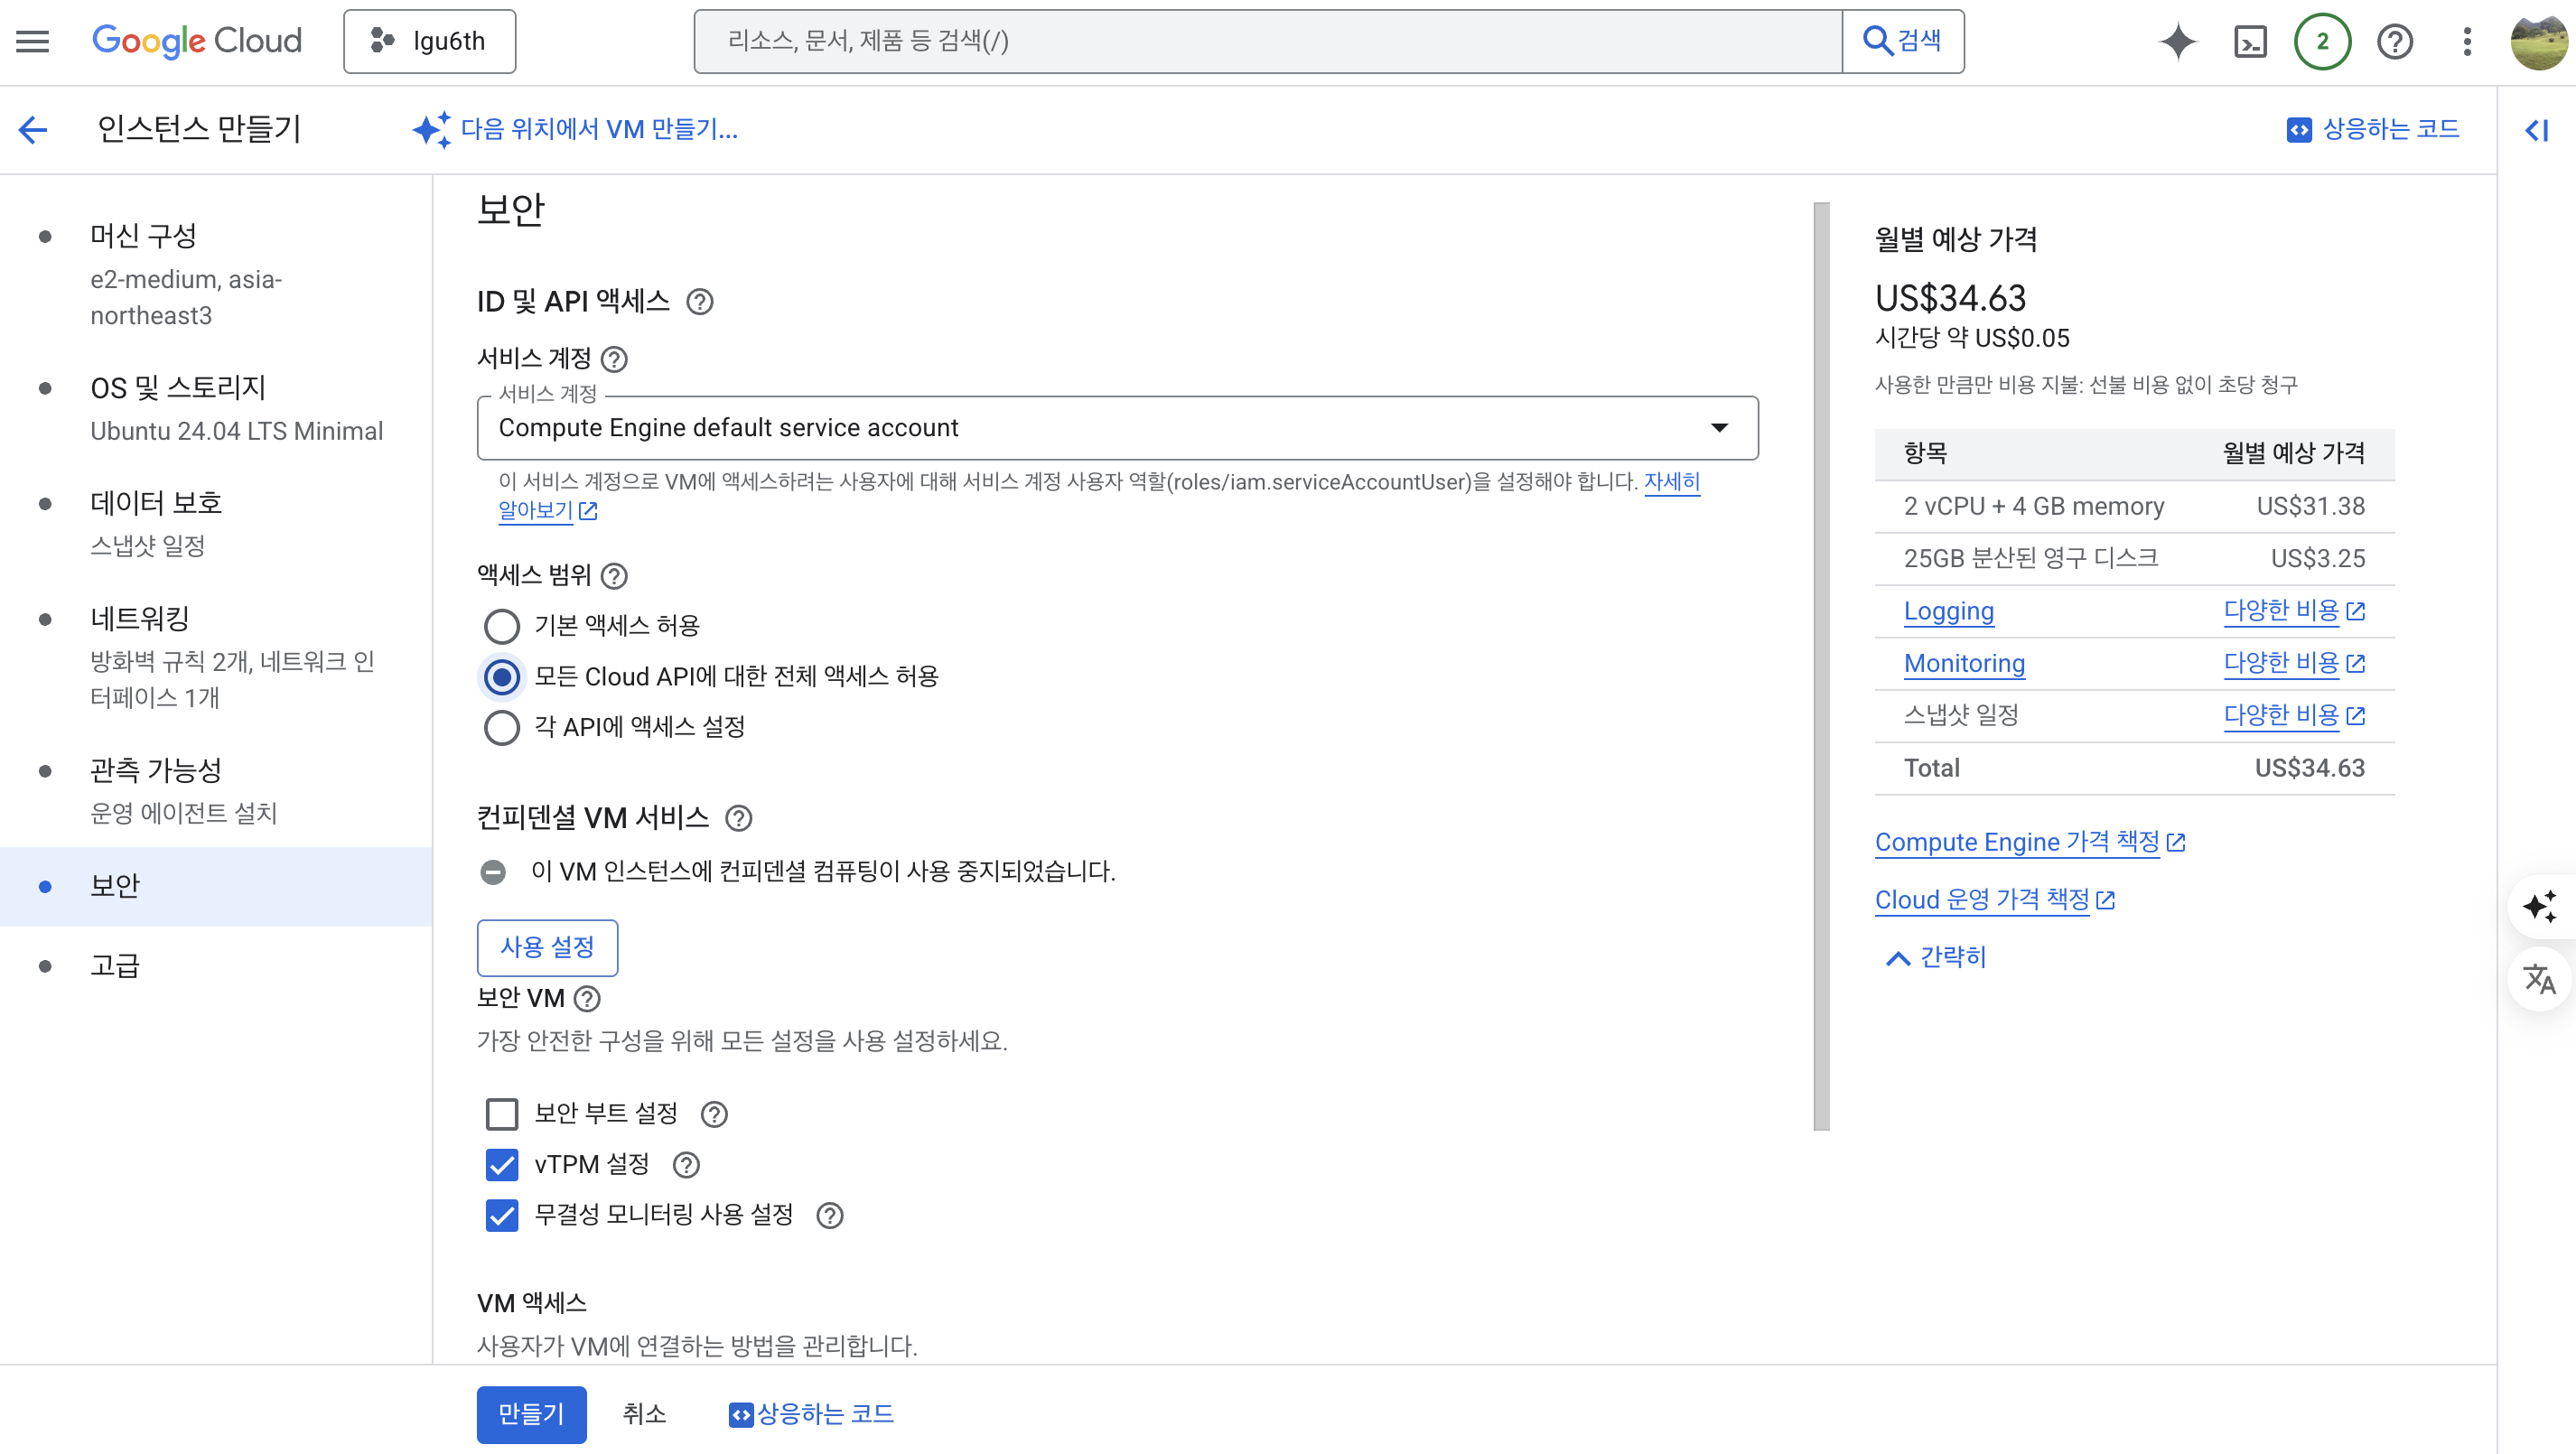 Google Cloud
lgu6th
리소스, 문서, 제품 등 검색(/)
검색
2
인스턴스 만들기
다음 위치에서 VM 만들기...
상응하는 코드
머신 구성
e2-medium, asia-
northeast3
OS 및 스토리지
Ubuntu 24.04 LTS Minimal
데이터 보호
스냅샷 일정
네트워킹
방화벽 규칙 2개, 네트워크 인
터페이스 1개
관측 가능성
운영 에이전트 설치
보안
고급
보안
ID 및 API 액세스
서비스 계정
서비스 계정
Compute Engine default service account
이 서비스 계정으로 VM에 액세스하려는 사용자에 대해 서비스 계정 사용자 역할(roles/iam.serviceAccountUser)을 설정해야 합니다. 자세히
알아보기
액세스 범위
기본 액세스 허용
모든 Cloud API에 대한 전체 액세스 허용
각 API에 액세스 설정
컨피덴셜 VM 서비스
이 VM 인스턴스에 컨피덴셜 컴퓨팅이 사용 중지되었습니다.
사용 설정
보안 VM
가장 안전한 구성을 위해 모든 설정을 사용 설정하세요.
보안 부트 설정
vTPM 설정
무결성 모니터링 사용 설정
VM 액세스
사용자가 VM에 연결하는 방법을 관리합니다.
만들기
취소
상응하는 코드
월별 예상 가격
US$34.63
시간당 약 US$0.05
사용한 만큼만 비용 지불: 선불 비용 없이 초당 청구
항목 월별 예상 가격
2 vCPU + 4 GB memory US$31.38
25GB 분산된 영구 디스크 US$3.25
Logging 다양한 비용
Monitoring 다양한 비용
스냅샷 일정 다양한 비용
Total US$34.63
Compute Engine 가격 책정
Cloud 운영 가격 책정
간략히